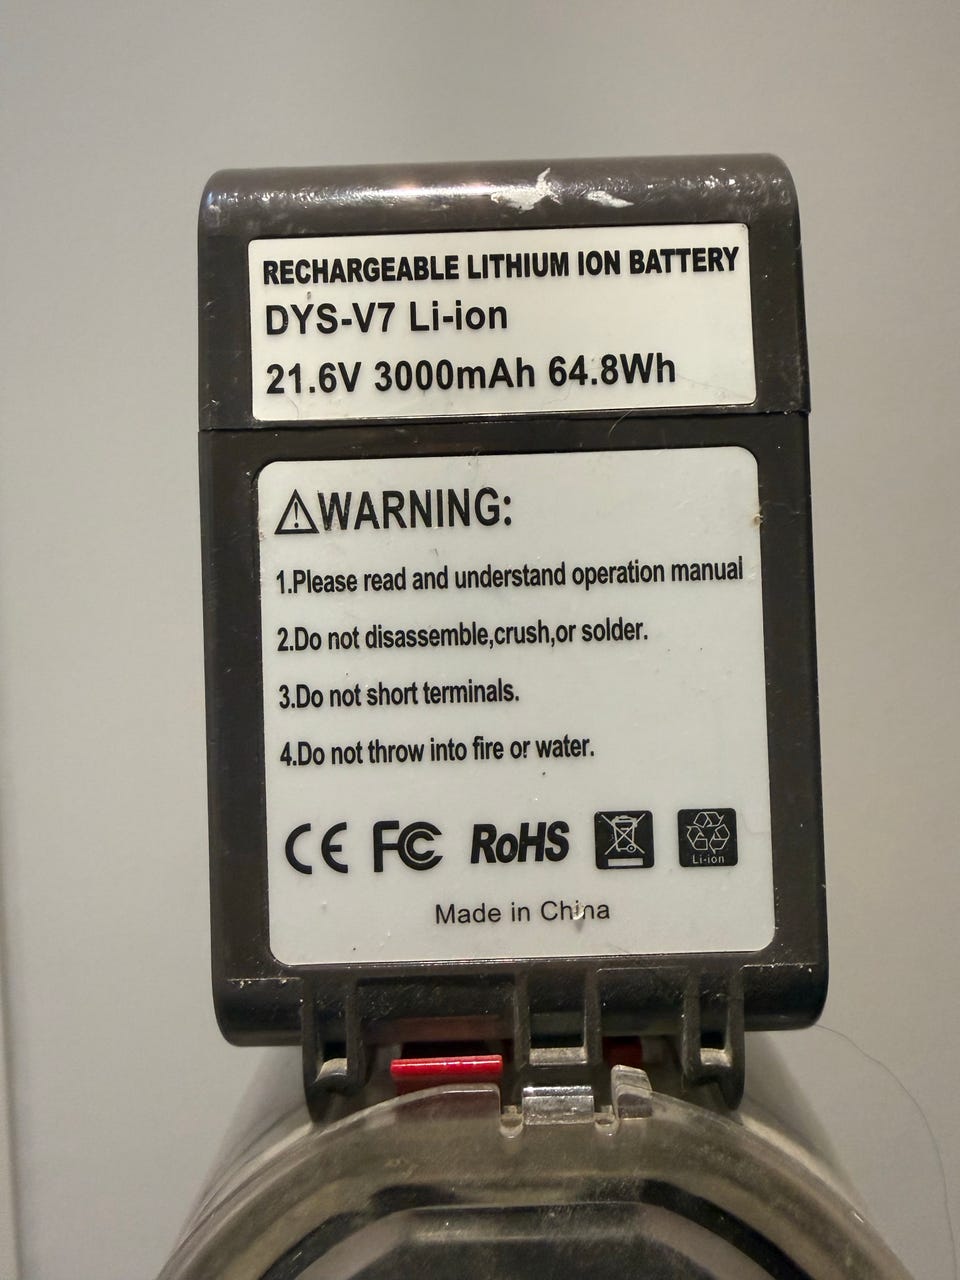 RECHARGEABLE LITHIUM ION BATTERY
DYS-V7 Li-ion
21.6V 3000mAh 64.8Wh
⚠WARNING:
1.Please read and understand operation manual
2.Do not disassemble,crush,or solder.
3.Do not short terminals.
4.Do not throw into fire or water.
CE FC RoHS
Li-ion
Made in China